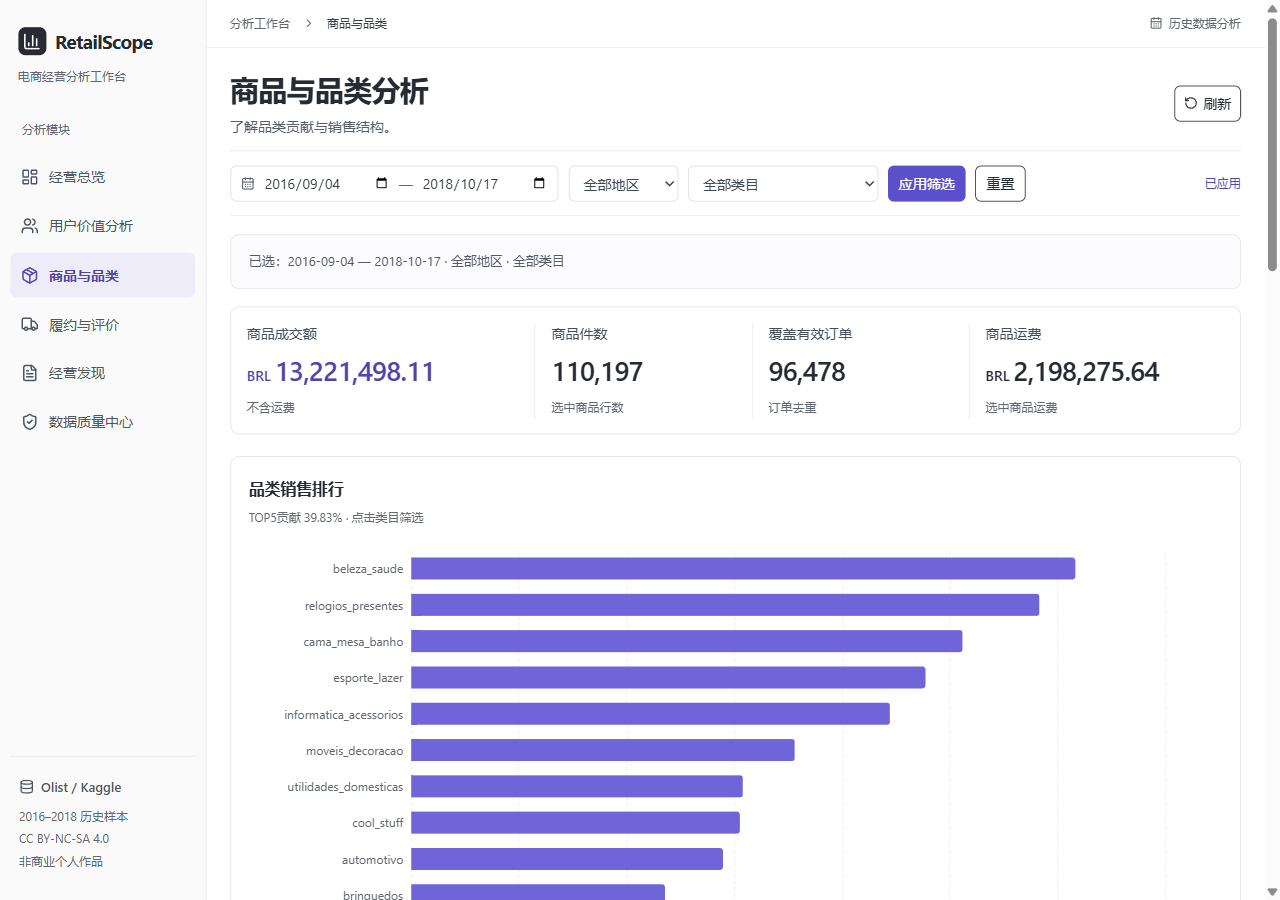 RetailScope
电商经营分析工作台
分析模块
经营总览
用户价值分析
商品与品类
履约与评价
经营发现
数据质量中心
Olist / Kaggle
2016–2018 历史样本
CC BY-NC-SA 4.0
非商业个人作品
分析工作台 > 商品与品类
历史数据分析
商品与品类分析
了解品类贡献与销售结构。
刷新
2016/09/04 — 2018/10/17
全部地区
全部类目
应用筛选
重置
已应用
已选：2016-09-04 — 2018-10-17 · 全部地区 · 全部类目
商品成交额
BRL 13,221,498.11
不含运费
商品件数
110,197
选中商品行数
覆盖有效订单
96,478
订单去重
商品运费
BRL 2,198,275.64
选中商品运费
品类销售排行
TOP5贡献 39.83% · 点击类目筛选
beleza_saude
relogios_presentes
cama_mesa_banho
esporte_lazer
informatica_acessorios
moveis_decoracao
utilidades_domesticas
cool_stuff
automotivo
brinquedos